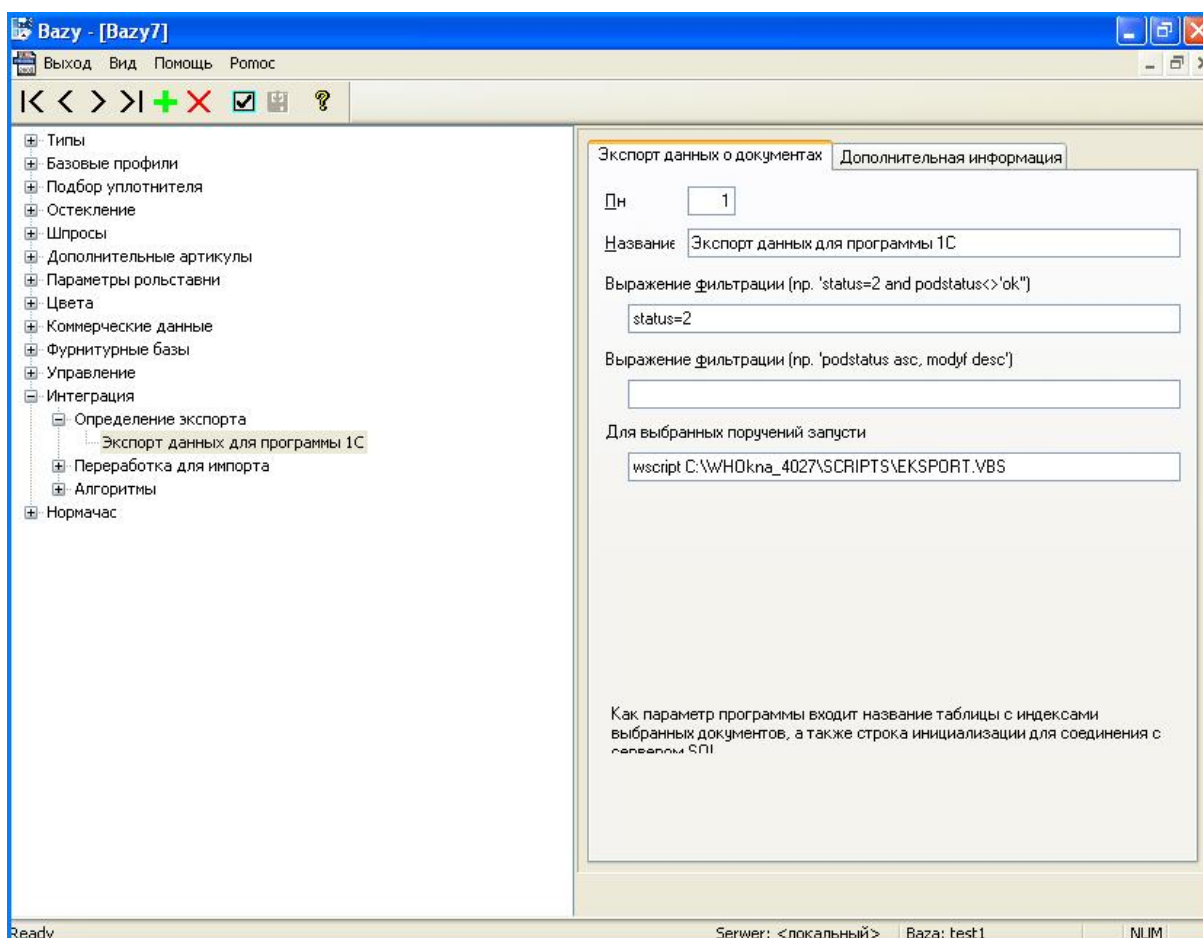 Bazy - [Bazy7]
Выход Вид Помощь Pomoc
Типы
Базовые профили
Подбор уплотнителя
Остекление
Шпросы
Дополнительные артикулы
Параметры рольставни
Цвета
Коммерческие данные
Фурнитурные базы
Управление
Интеграция
Определение экспорта
Экспорт данных для программы 1С
Переработка для импорта
Алгоритмы
Нормачас
Экспорт данных о документах Дополнительная информация
Пн 1
Название Экспорт данных для программы 1С
Выражение фильтрации (np. 'status=2 and podstatus<>'ok'')
status=2
Выражение фильтрации (np. 'podstatus asc, modyf desc')
Для выбранных поручений запусти
wscript C:\WHOkna_4027\SCRIPTS\EKSPORT.VBS
Как параметр программы входит название таблицы с индексами
выбранных документов, а также строка инициализации для соединения с
сервером SQL
Ready Serwer: <локальный> Baza: test1 NUM